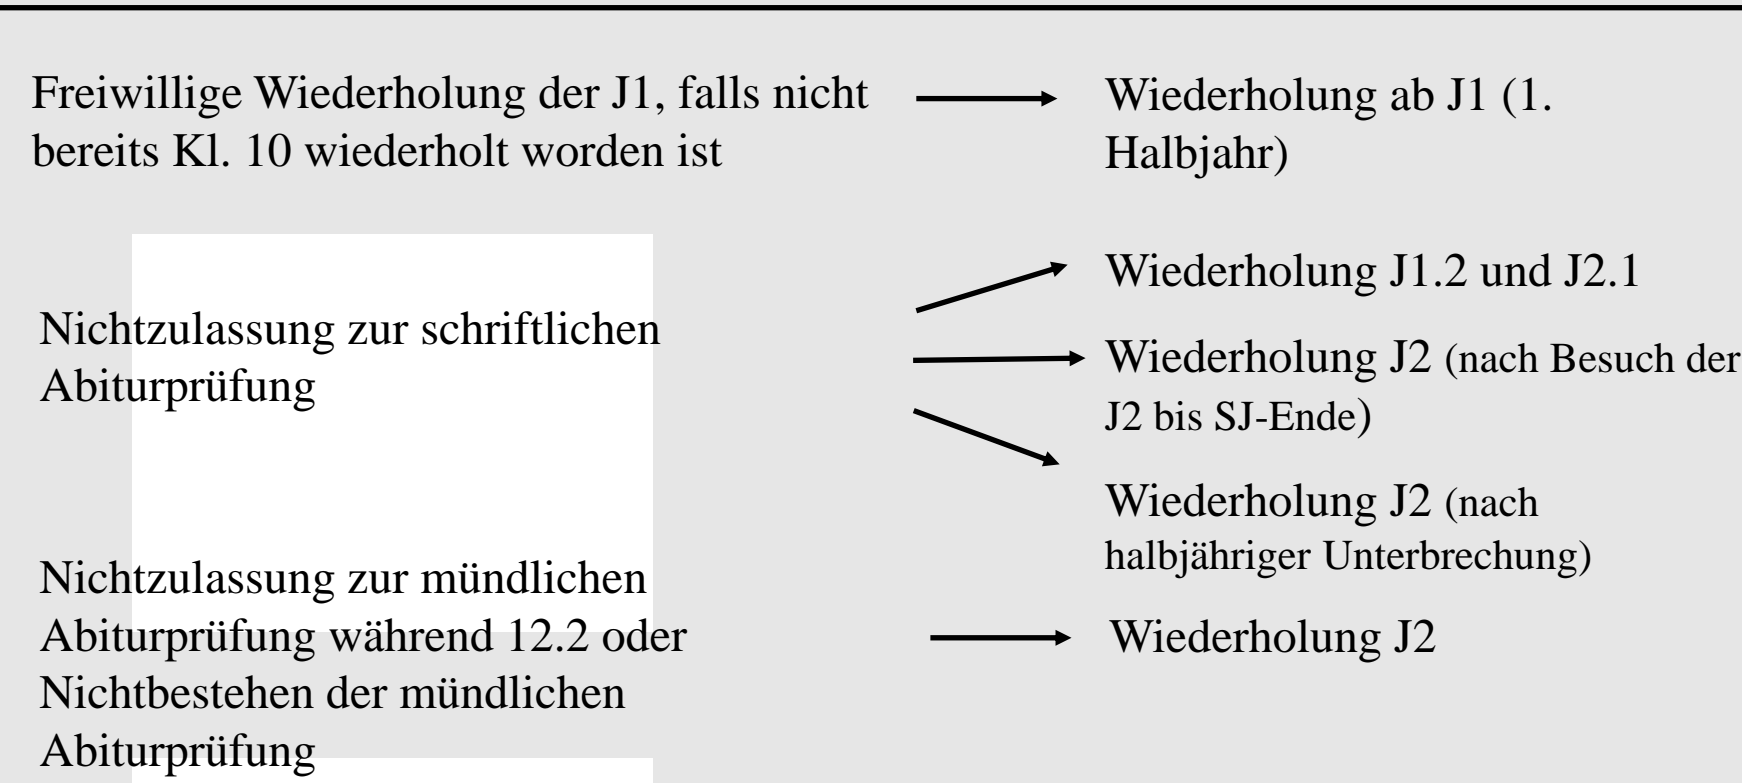 Freiwillige Wiederholung der J1, falls nicht
bereits Kl. 10 wiederholt worden ist
Wiederholung ab J1 (1.
Halbjahr)
Nichtzulassung zur schriftlichen
Abiturprüfung
Wiederholung J1.2 und J2.1
Wiederholung J2 (nach Besuch der
J2 bis SJ-Ende)
Wiederholung J2 (nach
halbjähriger Unterbrechung)
Nichtzulassung zur mündlichen
Abiturprüfung während 12.2 oder
Nichtbestehen der mündlichen
Abiturprüfung
Wiederholung J2